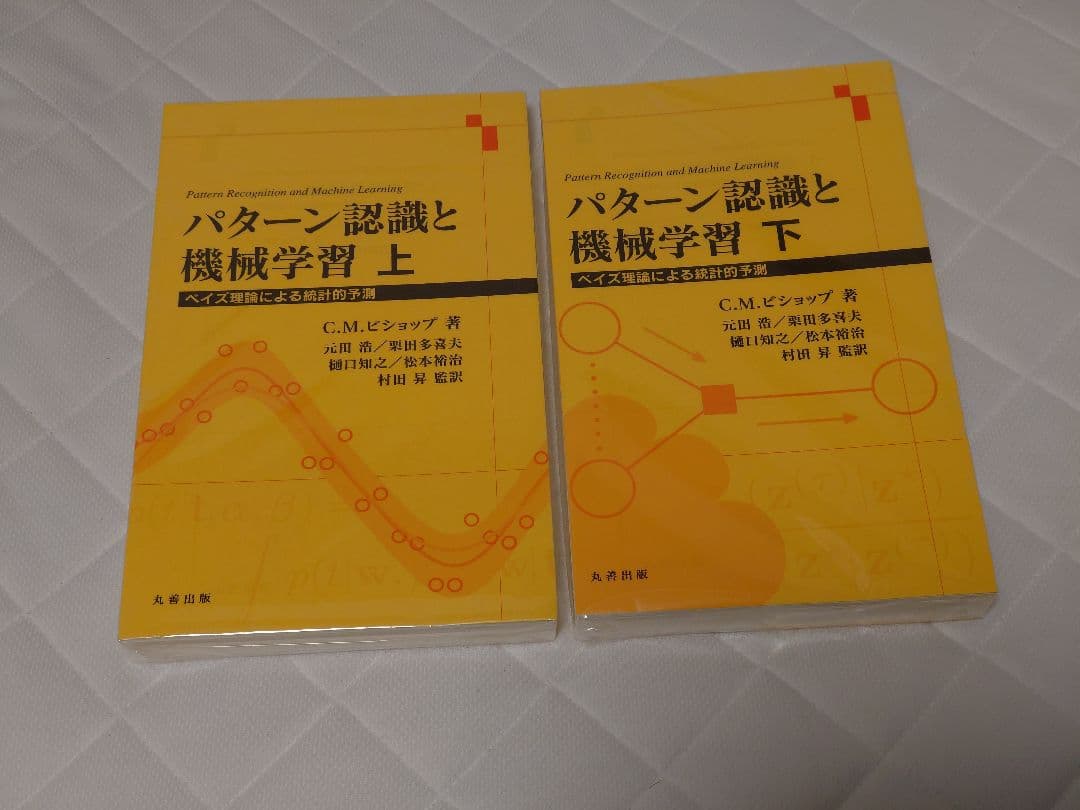 Pattern Recognition and Machine Learning
パターン認識と
機械学習 上
ベイズ理論による統計的予測
C.M.ビショップ 著
元田 浩/栗田多喜夫
樋口知之/松本裕治
村田 昇 監訳
丸善出版
Pattern Recognition and Machine Learning
パターン認識と
機械学習 下
ベイズ理論による統計的予測
C.M.ビショップ 著
元田 浩/栗田多喜夫
樋口知之/松本裕治
村田 昇 監訳
丸善出版